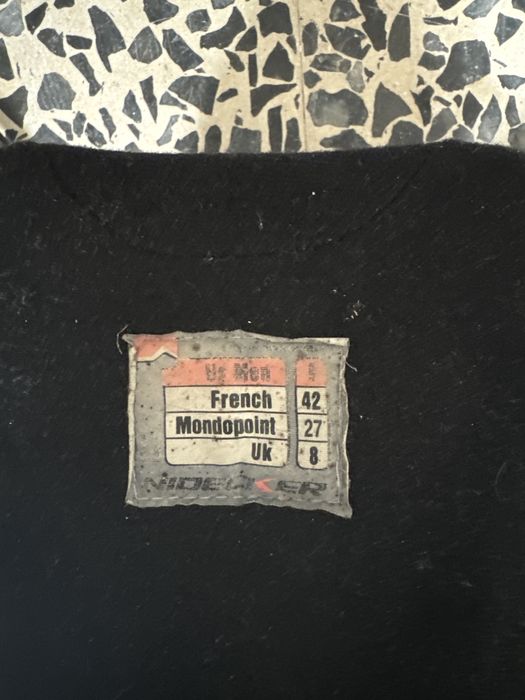 Us Men
French 42
Mondopoint 27
Uk 8
NIDECKER